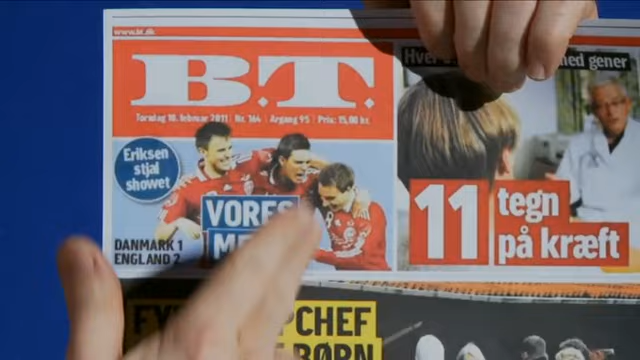 www.bt.dk
B.T.
Torsdag 10. februar 2011 | Nr. 164 | Årgang 95 | Pris: 15,00 kr.
Eriksen
stjal
showet
VORES
DANMARK 1
ENGLAND 2
med gener
11 tegn
på kræft
CHEF
BØRN